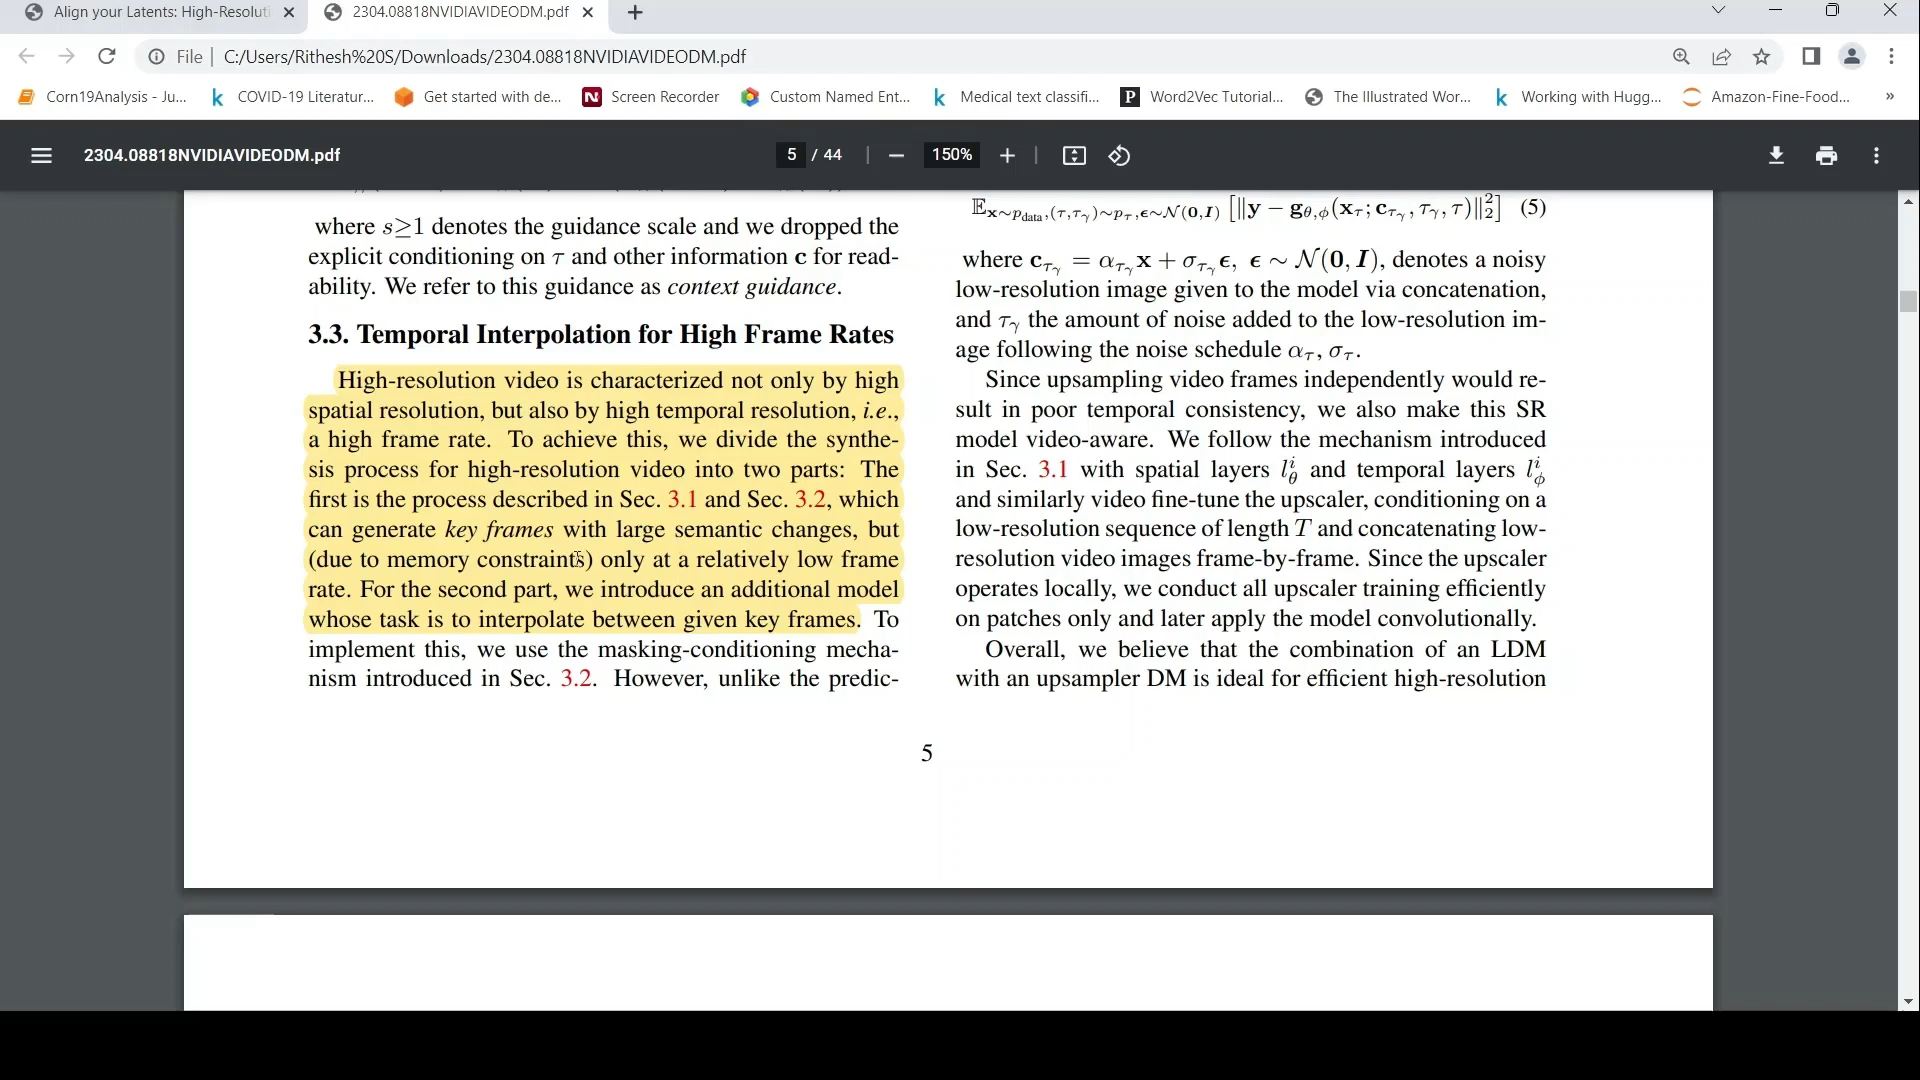 Align your Latents: High-Resoluti
2304.08818NVIDIAVIDEODM.pdf
File | C:/Users/Rithesh%20S/Downloads/2304.08818NVIDIAVIDEODM.pdf
Corn19Analysis - Ju...
COVID-19 Literatur...
Get started with de...
Screen Recorder
Custom Named Ent...
Medical text classifi...
Word2Vec Tutorial...
The Illustrated Wor...
Working with Hugg...
Amazon-Fine-Food...
»
2304.08818NVIDIAVIDEODM.pdf
5 / 44
150%
where s≥1 denotes the guidance scale and we dropped the
explicit conditioning on τ and other information c for read-
ability. We refer to this guidance as context guidance.
3.3. Temporal Interpolation for High Frame Rates
High-resolution video is characterized not only by high
spatial resolution, but also by high temporal resolution, i.e.,
a high frame rate. To achieve this, we divide the synthe-
sis process for high-resolution video into two parts: The
first is the process described in Sec. 3.1 and Sec. 3.2, which
can generate key frames with large semantic changes, but
(due to memory constraints) only at a relatively low frame
rate. For the second part, we introduce an additional model
whose task is to interpolate between given key frames. To
implement this, we use the masking-conditioning mecha-
nism introduced in Sec. 3.2. However, unlike the predic-
𝔼x∼pdata,(τ,τγ)∼pτ,ϵ∼𝒩(0,I) [‖y − gθ,ϕ(xτ; cτγ, τγ, τ)‖²₂] (5)
where cτγ = ατγx + στγϵ, ϵ ∼ 𝒩(0, I), denotes a noisy
low-resolution image given to the model via concatenation,
and τγ the amount of noise added to the low-resolution im-
age following the noise schedule ατ, στ.
Since upsampling video frames independently would re-
sult in poor temporal consistency, we also make this SR
model video-aware. We follow the mechanism introduced
in Sec. 3.1 with spatial layers lⁱθ and temporal layers lⁱϕ
and similarly video fine-tune the upscaler, conditioning on a
low-resolution sequence of length T and concatenating low-
resolution video images frame-by-frame. Since the upscaler
operates locally, we conduct all upscaler training efficiently
on patches only and later apply the model convolutionally.
Overall, we believe that the combination of an LDM
with an upsampler DM is ideal for efficient high-resolution
5